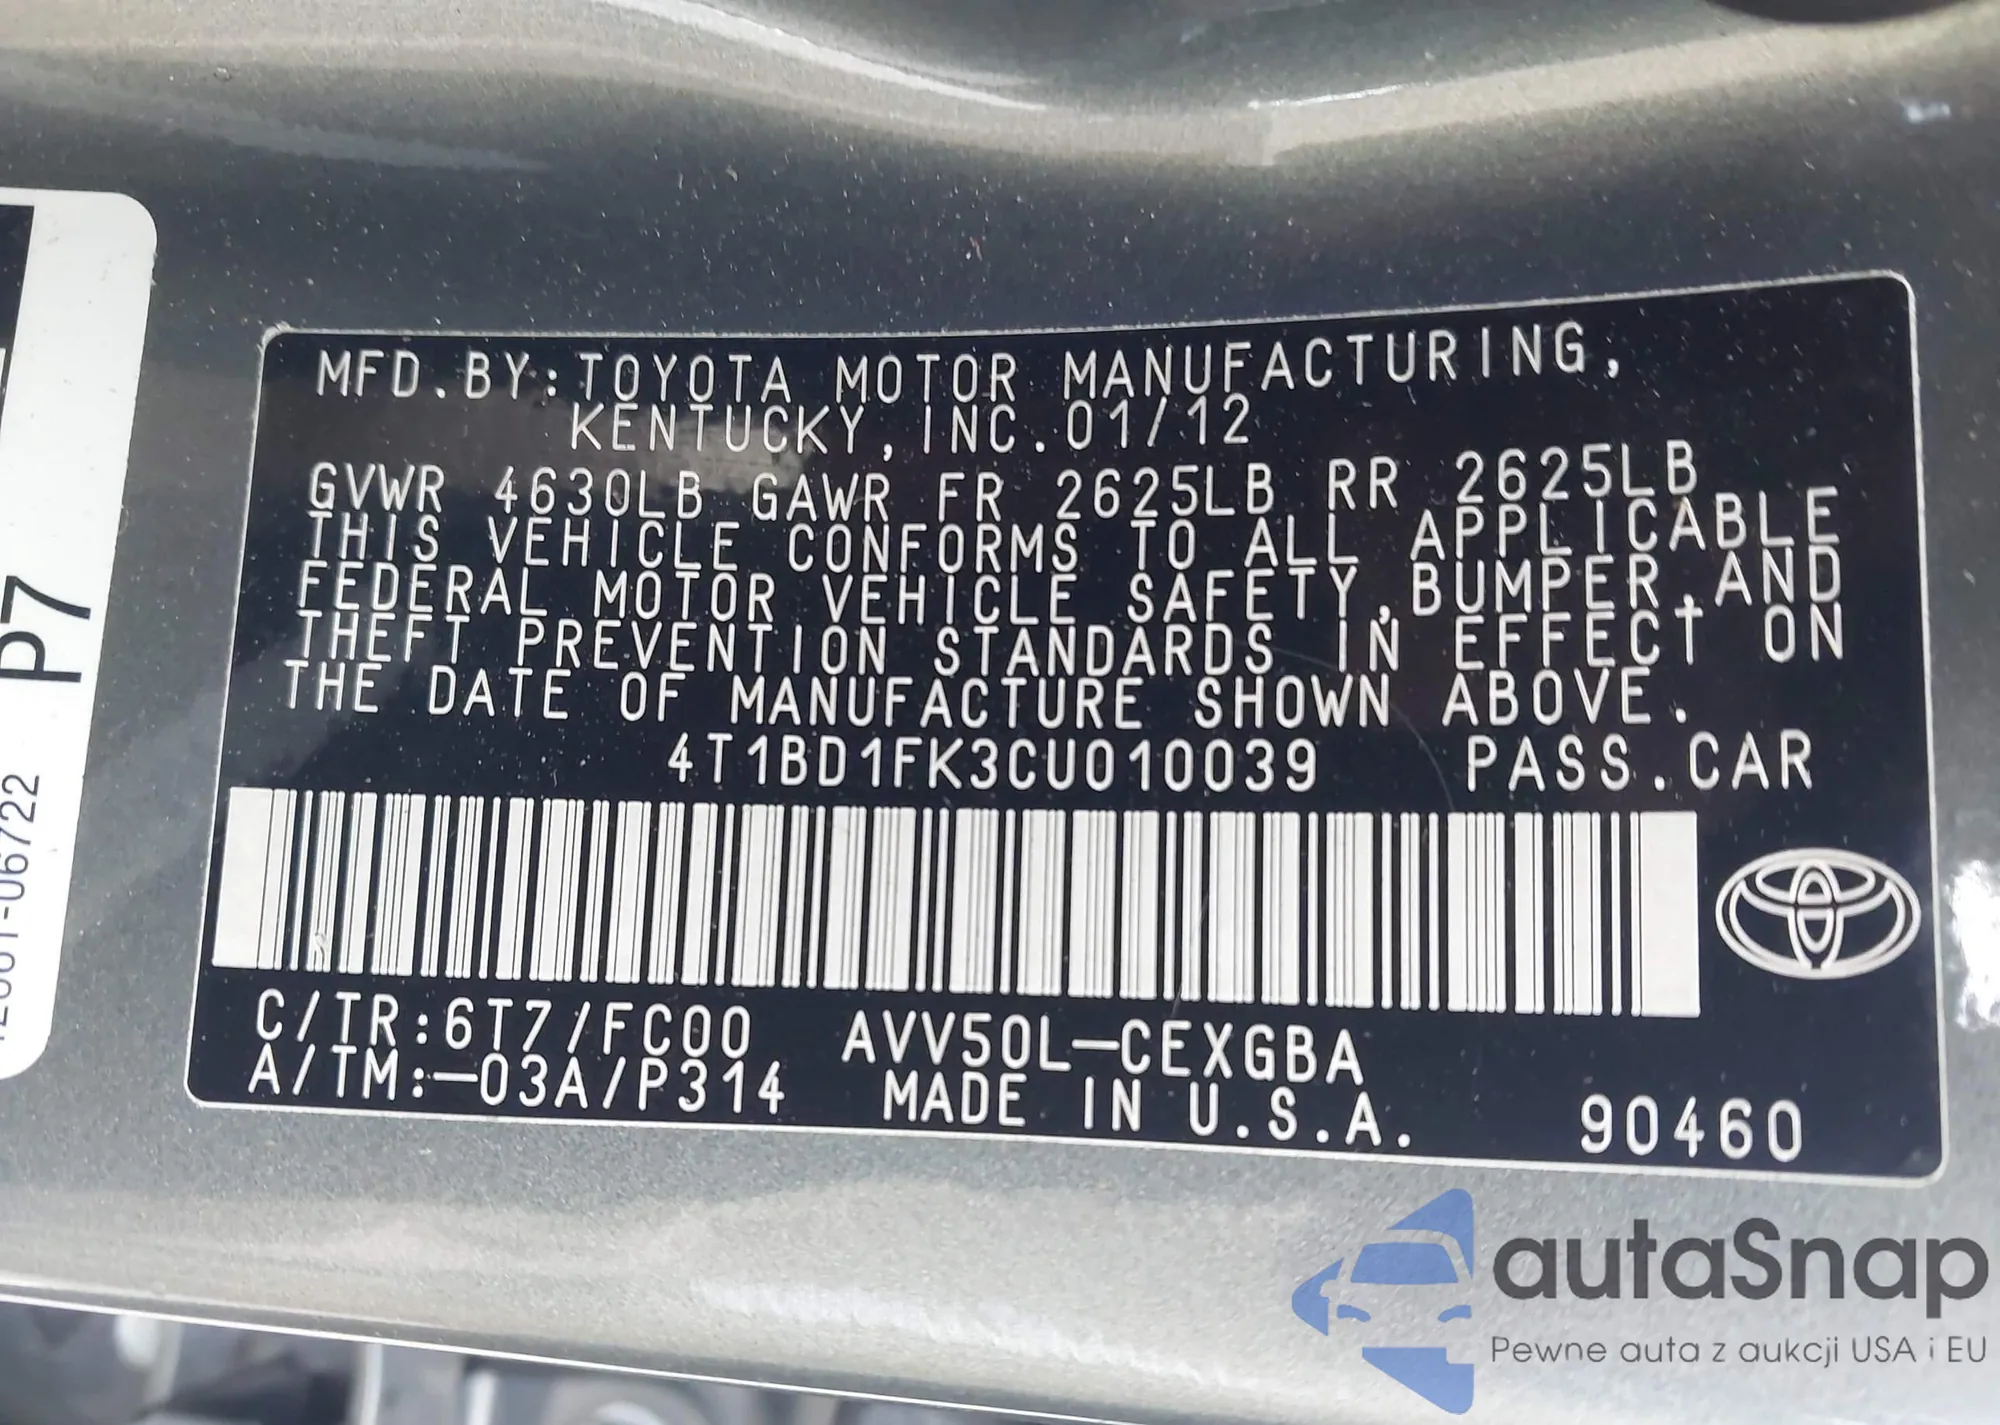 MFD.BY:TOYOTA MOTOR MANUFACTURING,
KENTUCKY,INC.01/12
GVWR 4630LB GAWR FR 2625LB RR 2625LB
THIS VEHICLE CONFORMS TO ALL APPLICABLE
FEDERAL MOTOR VEHICLE SAFETY,BUMPER,AND
THEFT PREVENTION STANDARDS IN EFFECT ON
THE DATE OF MANUFACTURE SHOWN ABOVE.
4T1BD1FK3CU010039 PASS.CAR
C/TR:6T7/FC00 AVV50L-CEXGBA
A/TM:-03A/P314 MADE IN U.S.A. 90460
P7
autaSnap
Pewne auta z aukcji USA i EU